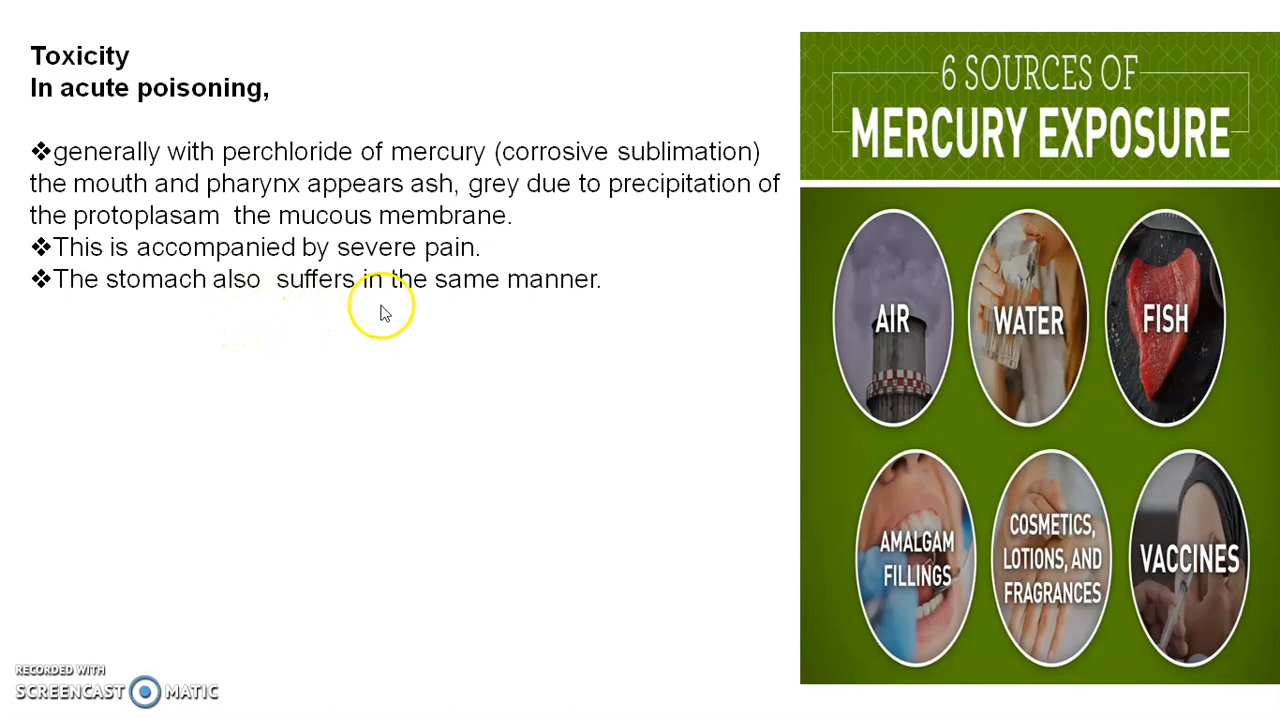 Toxicity
In acute poisoning,
❖generally with perchloride of mercury (corrosive sublimation)
the mouth and pharynx appears ash, grey due to precipitation of
the protoplasam the mucous membrane.
❖This is accompanied by severe pain.
❖The stomach also suffers in the same manner.
6 SOURCES OF
MERCURY EXPOSURE
AIR
WATER
FISH
AMALGAM
FILLINGS
COSMETICS,
LOTIONS, AND
FRAGRANCES
VACCINES
RECORDED WITH
SCREENCAST MATIC